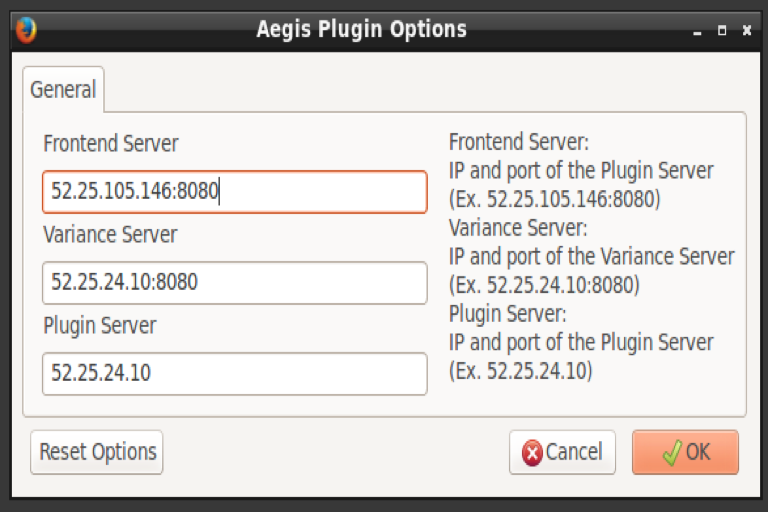 Aegis Plugin Options
General
Frontend Server
52.25.105.146:8080
Variance Server
52.25.24.10:8080
Plugin Server
52.25.24.10
Frontend Server:
IP and port of the Plugin Server
(Ex. 52.25.105.146:8080)
Variance Server:
IP and port of the Variance Server
(Ex. 52.25.24.10:8080)
Plugin Server:
IP and port of the Plugin Server
(Ex. 52.25.24.10)
Reset Options
Cancel
OK